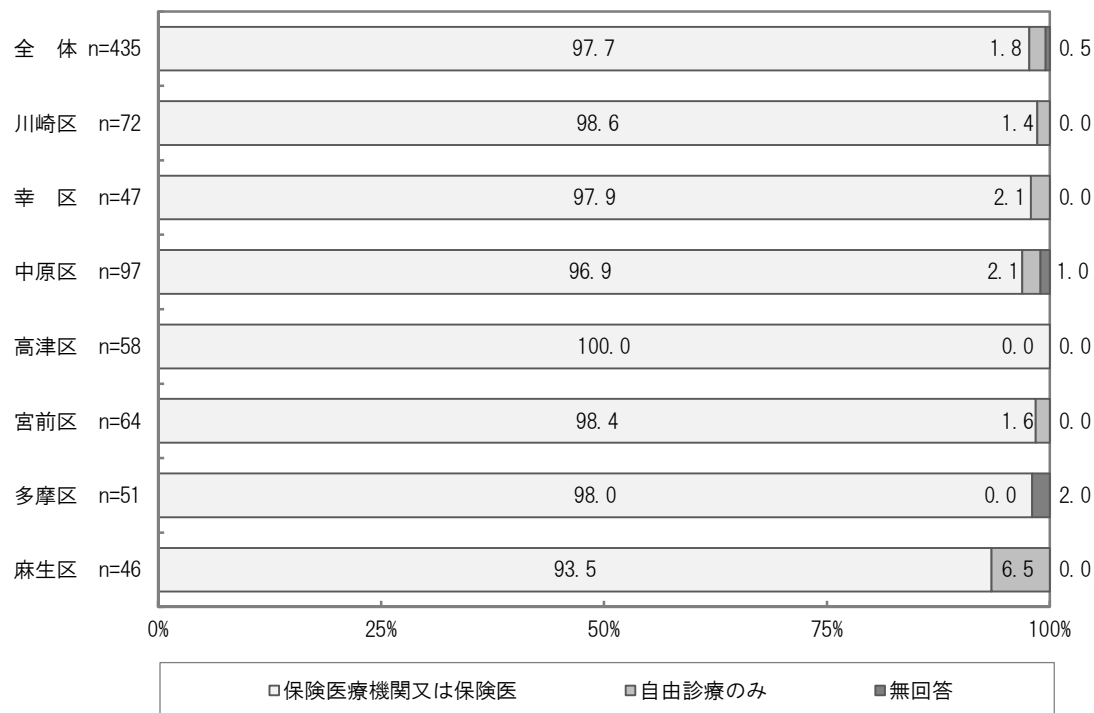 全　体 n=435 97.7 1.8 0.5
川崎区 n=72 98.6 1.4 0.0
幸　区 n=47 97.9 2.1 0.0
中原区 n=97 96.9 2.1 1.0
高津区 n=58 100.0 0.0 0.0
宮前区 n=64 98.4 1.6 0.0
多摩区 n=51 98.0 0.0 2.0
麻生区 n=46 93.5 6.5 0.0
0% 25% 50% 75% 100%
保険医療機関又は保険医 自由診療のみ 無回答